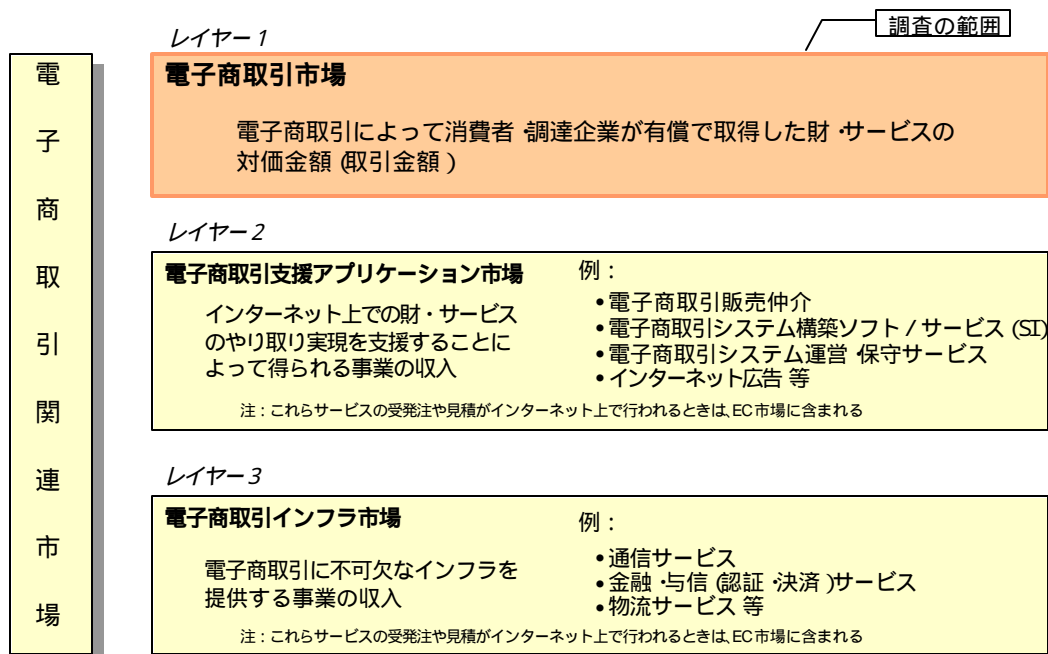 調査の範囲
レイヤー1
電子商取引関連市場
電子商取引市場
電子商取引によって消費者・調達企業が有償で取得した財・サービスの
対価金額(取引金額)
レイヤー2
電子商取引支援アプリケーション市場
インターネット上での財・サービス
のやり取り実現を支援することに
よって得られる事業の収入
例:
•電子商取引販売仲介
•電子商取引システム構築ソフト/サービス(SI)
•電子商取引システム運営・保守サービス
•インターネット広告 等
注:これらサービスの受発注や見積がインターネット上で行われるときは、EC市場に含まれる
レイヤー3
電子商取引インフラ市場
電子商取引に不可欠なインフラを
提供する事業の収入
例:
•通信サービス
•金融・与信(認証・決済)サービス
•物流サービス 等
注:これらサービスの受発注や見積がインターネット上で行われるときは、EC市場に含まれる